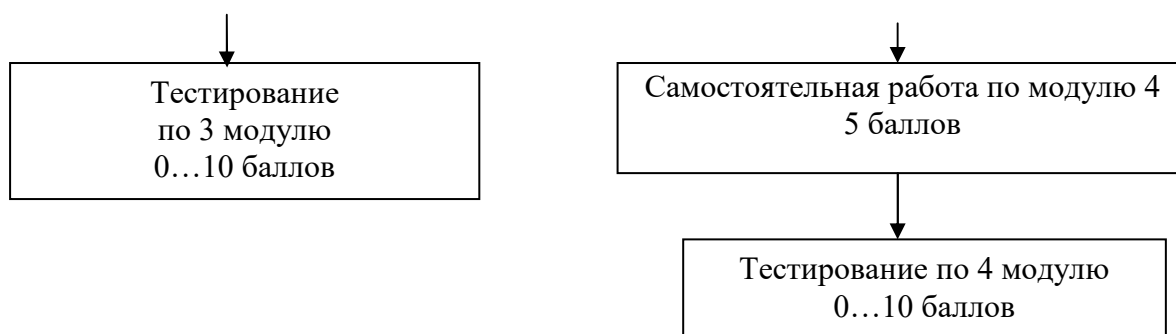 Тестирование
по 3 модулю
0…10 баллов
Самостоятельная работа по модулю 4
5 баллов
Тестирование по 4 модулю
0…10 баллов